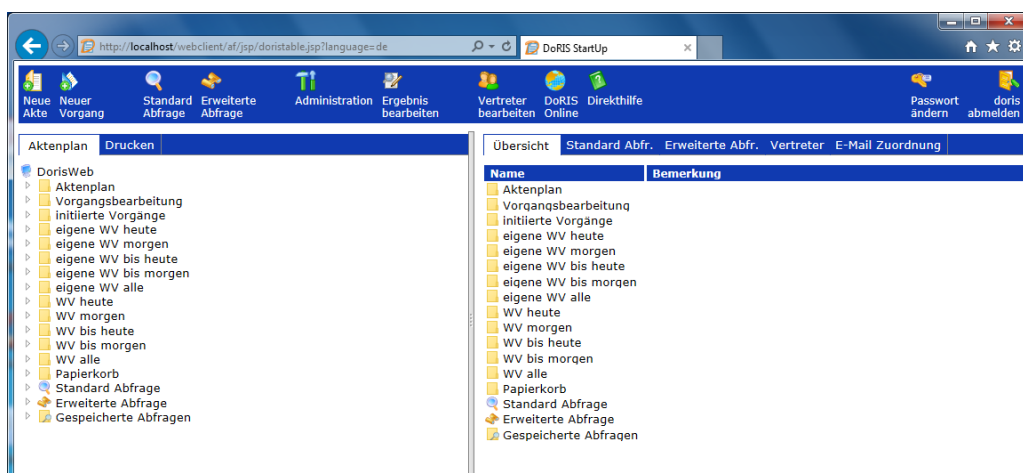 http://localhost/webclient/af/jsp/doristable.jsp?language=de
DoRIS StartUp
Neue Akte
Neuer Vorgang
Standard Abfrage
Erweiterte Abfrage
Administration
Ergebnis bearbeiten
Vertreter bearbeiten
DoRIS Online
Direkthilfe
Passwort ändern
doris abmelden
Aktenplan
Drucken
DorisWeb
Aktenplan
Vorgangsbearbeitung
initiierte Vorgänge
eigene WV heute
eigene WV morgen
eigene WV bis heute
eigene WV bis morgen
eigene WV alle
WV heute
WV morgen
WV bis heute
WV bis morgen
WV alle
Papierkorb
Standard Abfrage
Erweiterte Abfrage
Gespeicherte Abfragen
Übersicht
Standard Abfr.
Erweiterte Abfr.
Vertreter
E-Mail Zuordnung
Name
Bemerkung
Aktenplan
Vorgangsbearbeitung
initiierte Vorgänge
eigene WV heute
eigene WV morgen
eigene WV bis heute
eigene WV bis morgen
eigene WV alle
WV heute
WV morgen
WV bis heute
WV bis morgen
WV alle
Papierkorb
Standard Abfrage
Erweiterte Abfrage
Gespeicherte Abfragen